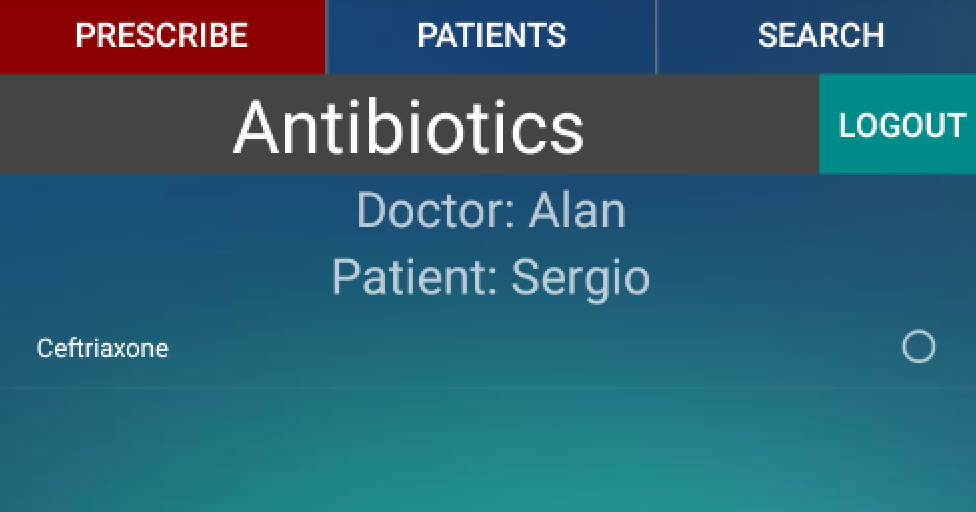 PRESCRIBE PATIENTS SEARCH
Antibiotics LOGOUT
Doctor: Alan
Patient: Sergio
Ceftriaxone